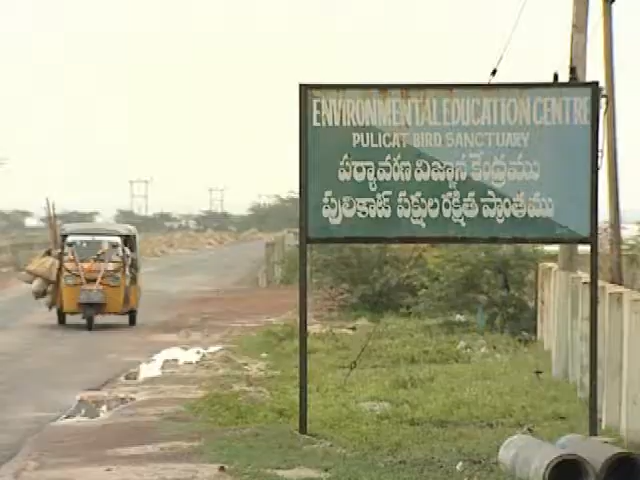 ENVIRONMENTAL EDUCATION CENTRE
PULICAT BIRD SANCTUARY
పర్యావరణ విజ్ఞాన కేంద్రము
పులికాట్ పక్షుల రక్షిత ప్రాంతము